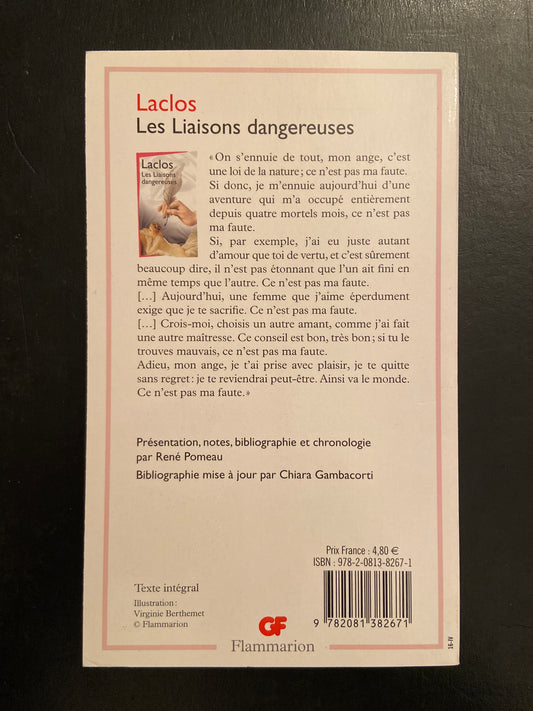 Laclos
Les Liaisons dangereuses
Laclos
Les Liaisons
dangereuses
« On s'ennuie de tout, mon ange, c'est
une loi de la nature ; ce n'est pas ma faute.
Si donc, je m'ennuie aujourd'hui d'une
aventure qui m'a occupé entièrement
depuis quatre mortels mois, ce n'est pas
ma faute.
Si, par exemple, j'ai eu juste autant
d'amour que toi de vertu, et c'est sûrement
beaucoup dire, il n'est pas étonnant que l'un ait fini en
même temps que l'autre. Ce n'est pas ma faute.
[…] Aujourd'hui, une femme que j'aime éperdument
exige que je te sacrifie. Ce n'est pas ma faute.
[…] Crois-moi, choisis un autre amant, comme j'ai fait
une autre maîtresse. Ce conseil est bon, très bon ; si tu le
trouves mauvais, ce n'est pas ma faute.
Adieu, mon ange, je t'ai prise avec plaisir, je te quitte
sans regret : je te reviendrai peut-être. Ainsi va le monde.
Ce n'est pas ma faute. »
Présentation, notes, bibliographie et chronologie
par René Pomeau
Bibliographie mise à jour par Chiara Gambacorti
Prix France : 4,80 €
ISBN : 978-2-0813-8267-1
9 782081 382671
16-IV
Texte intégral
Illustration :
Virginie Berthemet
© Flammarion
GF
Flammarion